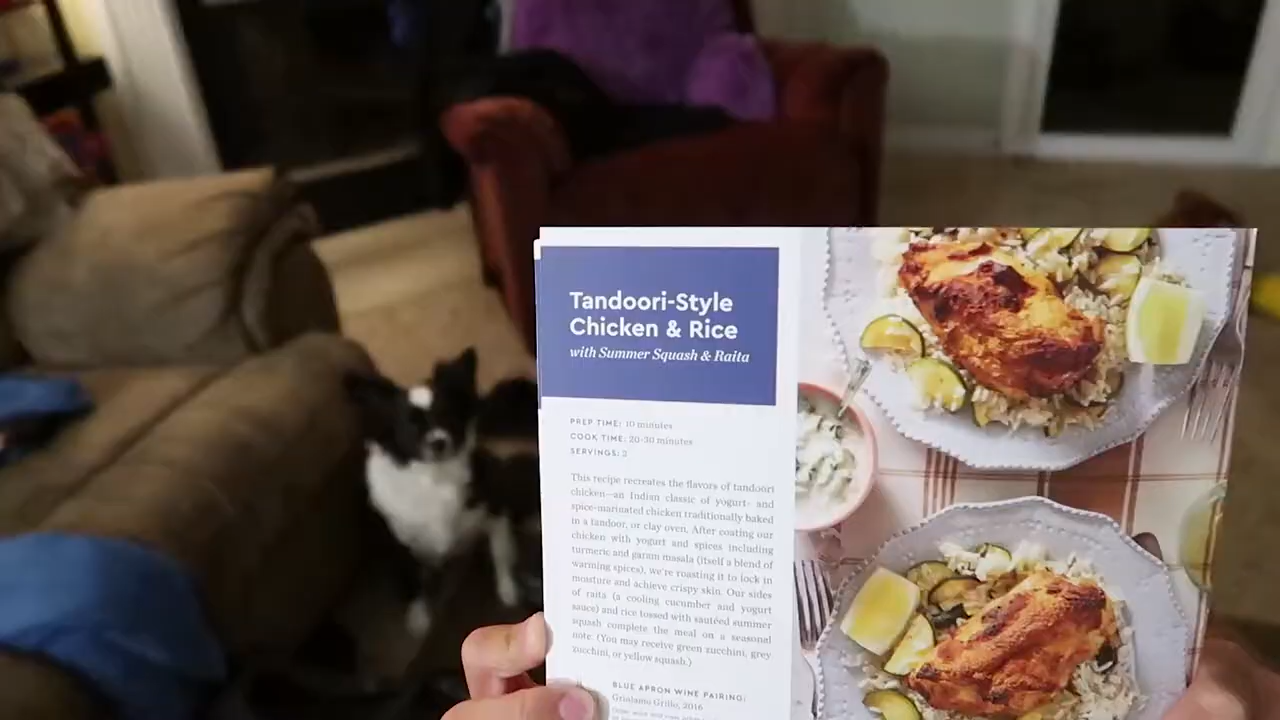 Tandoori-Style
Chicken & Rice
with Summer Squash & Raita
PREP TIME: 10 minutes
COOK TIME: 20-30 minutes
SERVINGS: 2
This recipe recreates the flavors of tandoori
chicken—an Indian classic of yogurt- and
spice-marinated chicken traditionally baked
in a tandoor, or clay oven. After coating our
chicken with yogurt and spices including
turmeric and garam masala (itself a blend of
warming spices), we're roasting it to lock in
moisture and achieve crispy skin. Our sides
of raita (a cooling cucumber and yogurt
sauce) and rice tossed with sautéed summer
squash complete the meal on a seasonal
note. (You may receive green zucchini, grey
zucchini, or yellow squash.)
BLUE APRON WINE PAIRING:
Grisland Grillo, 2016